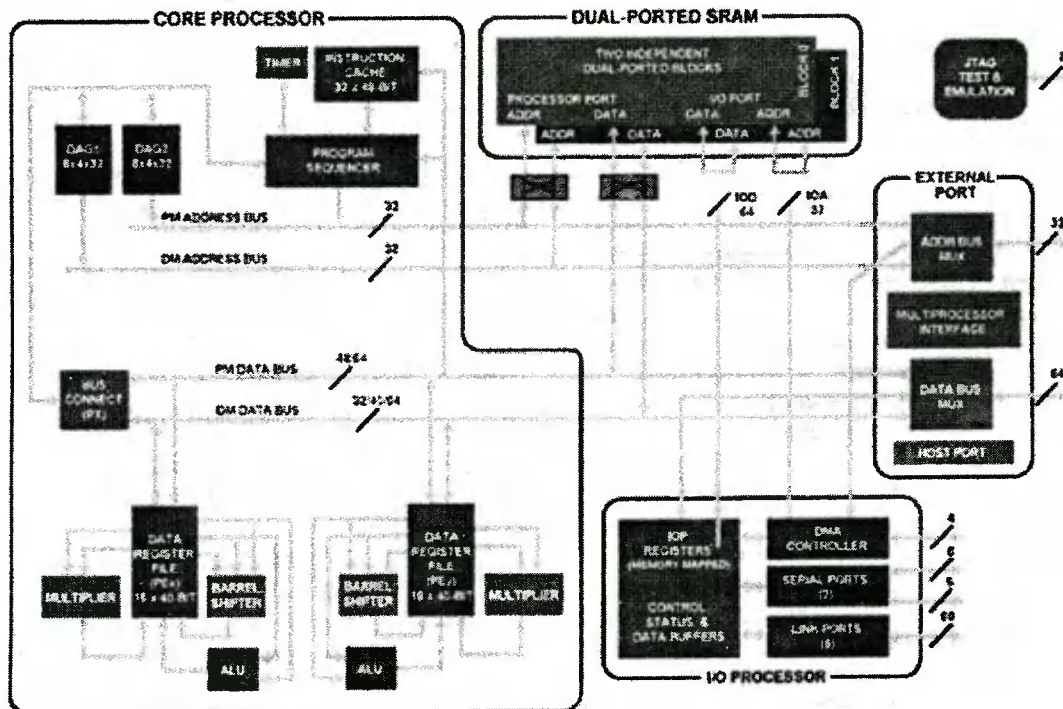 CORE PROCESSOR
TIMER
INSTRUCTION
CACHE
32 x 48-BIT
DAG1
8x4x32
DAG2
8x4x32
PROGRAM
SEQUENCER
PM ADDRESS BUS
32
DM ADDRESS BUS
32
BUS
CONNECT
(PX)
PM DATA BUS
48/64
DM DATA BUS
32/40/64
DATA
REGISTER
FILE
(PEx)
16 x 40-BIT
MULTIPLIER
BARREL
SHIFTER
ALU
DATA
REGISTER
FILE
(PEy)
16 x 40-BIT
BARREL
SHIFTER
MULTIPLIER
ALU
DUAL-PORTED SRAM
TWO INDEPENDENT
DUAL-PORTED BLOCKS
PROCESSOR PORT
I/O PORT
ADDR DATA DATA ADDR
ADDR DATA DATA ADDR
BLOCK 0
BLOCK 1
IOD
64
IOA
JTAG
TEST &
EMULATION
EXTERNAL
PORT
ADDR BUS
MUX
32
MULTIPROCESSOR
INTERFACE
DATA BUS
MUX
64
HOST PORT
IOP
REGISTERS
(MEMORY MAPPED)
CONTROL
STATUS, &
DATA BUFFERS
DMA
CONTROLLER
SERIAL PORTS
LINK PORTS
(6)
I/O PROCESSOR